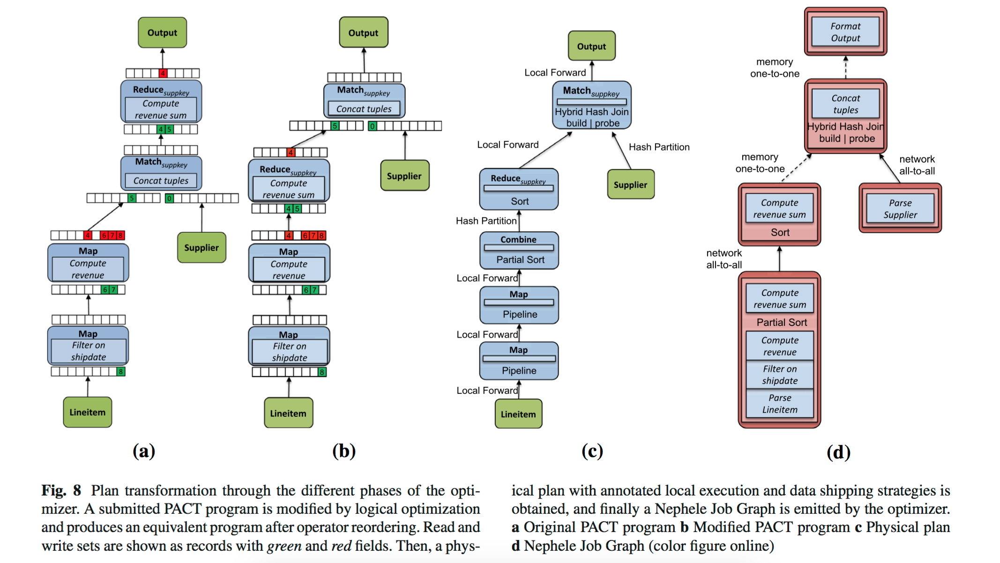 Output
4
Reduce suppkey
Compute
revenue sum
4 5
Match suppkey
Concat tuples
5
0
4 6 7 8
Map
Compute
revenue
Supplier
6 7
Map
Filter on
shipdate
8
Lineitem
(a)
Output
Match suppkey
Concat tuples
5
0
4
Reduce suppkey
Compute
revenue sum
Supplier
4 5
4 6 7 8
Map
Compute
revenue
6 7
Map
Filter on
shipdate
8
Lineitem
(b)
Output
Local Forward
Match suppkey
Hybrid Hash Join
build | probe
Local Forward
Hash Partition
Reduce suppkey
Sort
Supplier
Hash Partition
Combine
Partial Sort
Local Forward
Map
Pipeline
Local Forward
Map
Pipeline
Local Forward
Lineitem
(c)
Format
Output
memory
one-to-one
Concat
tuples
Hybrid Hash Join
build | probe
memory
one-to-one
network
all-to-all
Compute
revenue sum
Sort
Parse
Supplier
network
all-to-all
Compute
revenue sum
Partial Sort
Compute
revenue
Filter on
shipdate
Parse
Lineitem
(d)
Fig. 8 Plan transformation through the different phases of the opti-
mizer. A submitted PACT program is modified by logical optimization
and produces an equivalent program after operator reordering. Read and
write sets are shown as records with green and red fields. Then, a phys-
ical plan with annotated local execution and data shipping strategies is
obtained, and finally a Nephele Job Graph is emitted by the optimizer.
a Original PACT program b Modified PACT program c Physical plan
d Nephele Job Graph (color figure online)